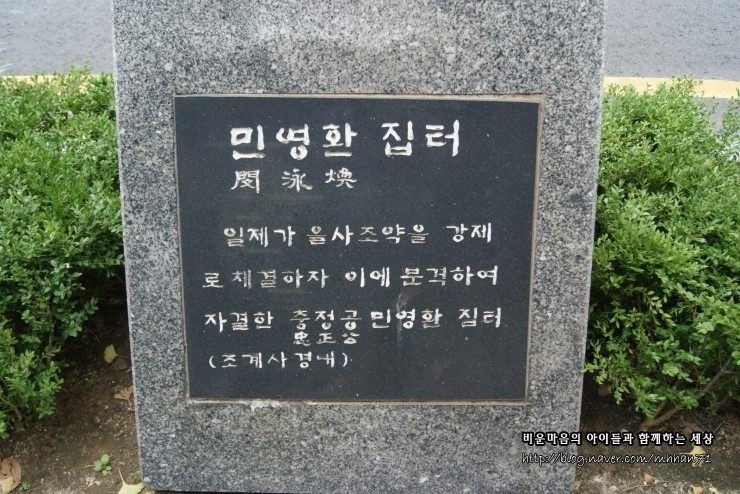 민영환 집터
閔泳煥
일제가 을사조약을 강제
로 체결하자 이에 분격하여
자결한 충정공 민영환 집터
忠正公
(조계사경내)
비운마음의 아이들과 함께하는 세상
http://blog.naver.com/mhhan71